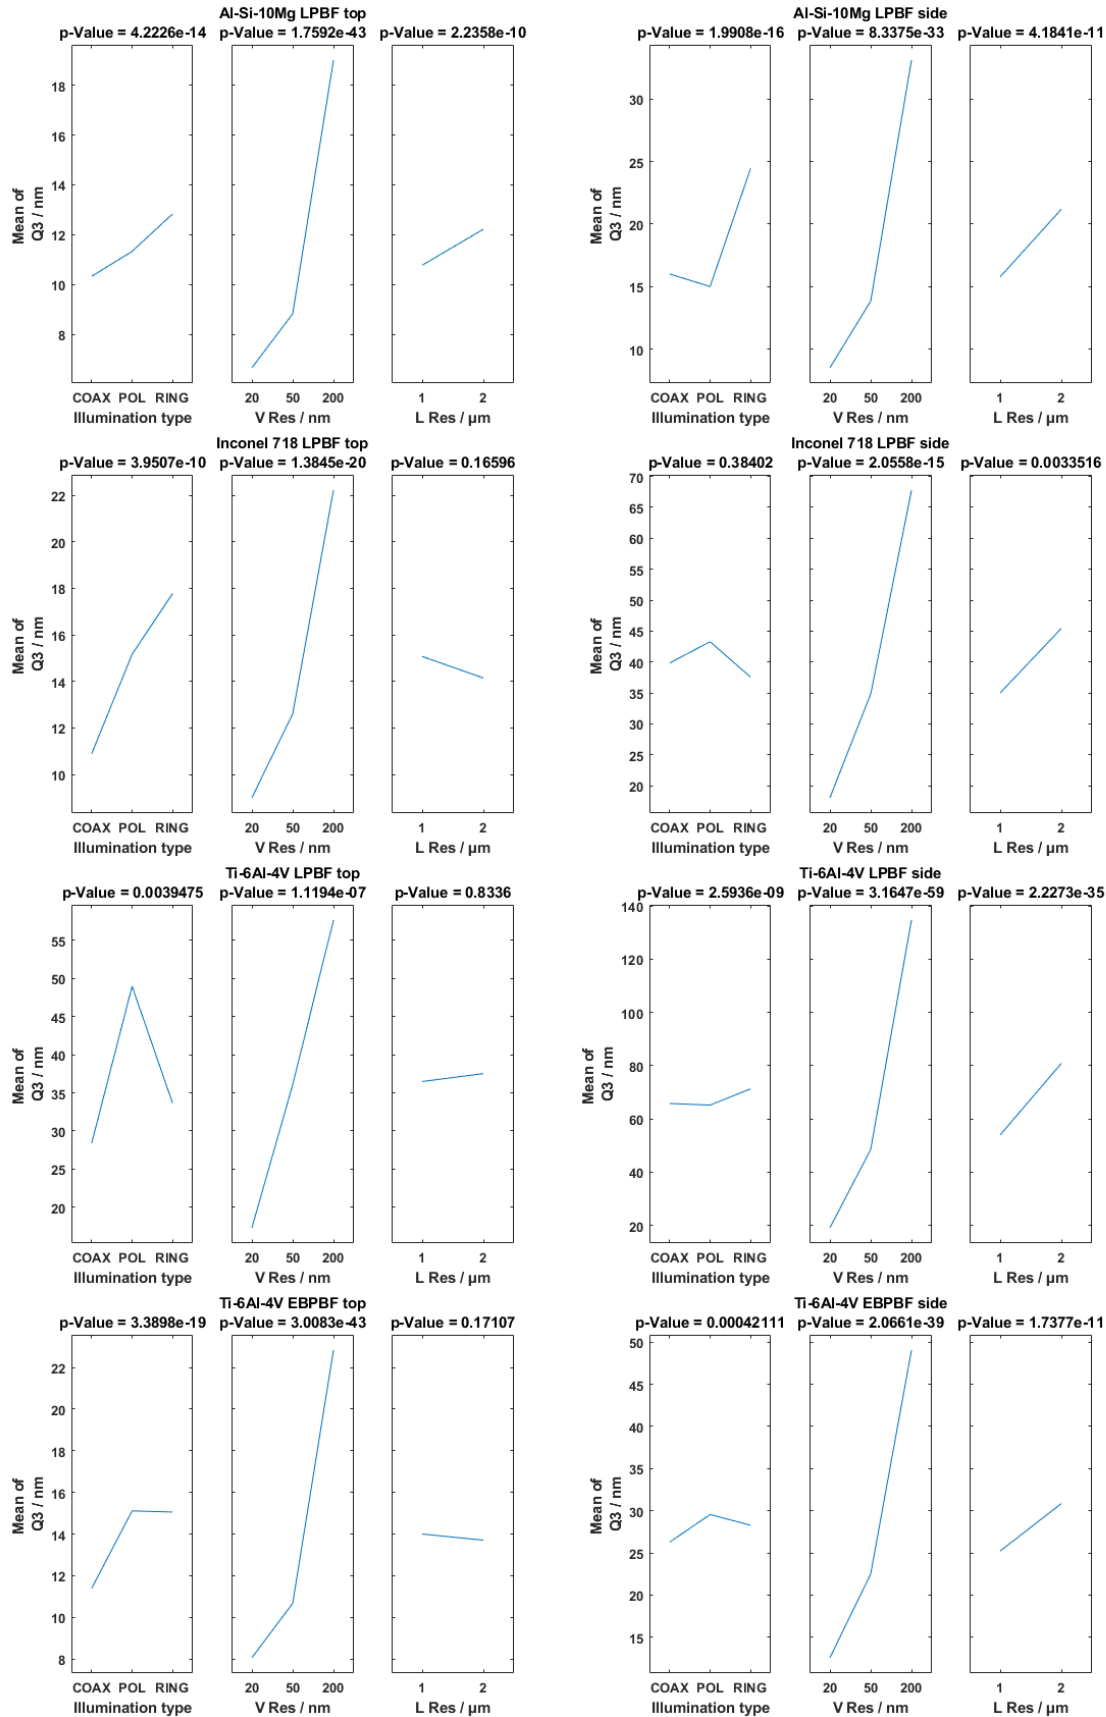 Al-Si-10Mg LPBF top
p-Value = 4.2226e-14 p-Value = 1.7592e-43 p-Value = 2.2358e-10
Mean of
Q3 / nm
18
16
14
12
10
8
COAX POL RING 20 50 200 1 2
Illumination type V Res / nm L Res / µm
Al-Si-10Mg LPBF side
p-Value = 1.9908e-16 p-Value = 8.3375e-33 p-Value = 4.1841e-11
Mean of
Q3 / nm
30
25
20
15
10
COAX POL RING 20 50 200 1 2
Illumination type V Res / nm L Res / µm
Inconel 718 LPBF top
p-Value = 3.9507e-10 p-Value = 1.3845e-20 p-Value = 0.16596
Mean of
Q3 / nm
22
20
18
16
14
12
10
COAX POL RING 20 50 200 1 2
Illumination type V Res / nm L Res / µm
Inconel 718 LPBF side
p-Value = 0.38402 p-Value = 2.0558e-15 p-Value = 0.0033516
Mean of
Q3 / nm
70
65
60
55
50
45
40
35
30
25
20
COAX POL RING 20 50 200 1 2
Illumination type V Res / nm L Res / µm
Ti-6Al-4V LPBF top
p-Value = 0.0039475 p-Value = 1.1194e-07 p-Value = 0.8336
Mean of
Q3 / nm
55
50
45
40
35
30
25
20
COAX POL RING 20 50 200 1 2
Illumination type V Res / nm L Res / µm
Ti-6Al-4V LPBF side
p-Value = 2.5936e-09 p-Value = 3.1647e-59 p-Value = 2.2273e-35
Mean of
Q3 / nm
140
120
100
80
60
40
20
COAX POL RING 20 50 200 1 2
Illumination type V Res / nm L Res / µm
Ti-6Al-4V EBPBF top
p-Value = 3.3898e-19 p-Value = 3.0083e-43 p-Value = 0.17107
Mean of
Q3 / nm
22
20
18
16
14
12
10
8
COAX POL RING 20 50 200 1 2
Illumination type V Res / nm L Res / µm
Ti-6Al-4V EBPBF side
p-Value = 0.00042111 p-Value = 2.0661e-39 p-Value = 1.7377e-11
Mean of
Q3 / nm
50
45
40
35
30
25
20
15
COAX POL RING 20 50 200 1 2
Illumination type V Res / nm L Res / µm